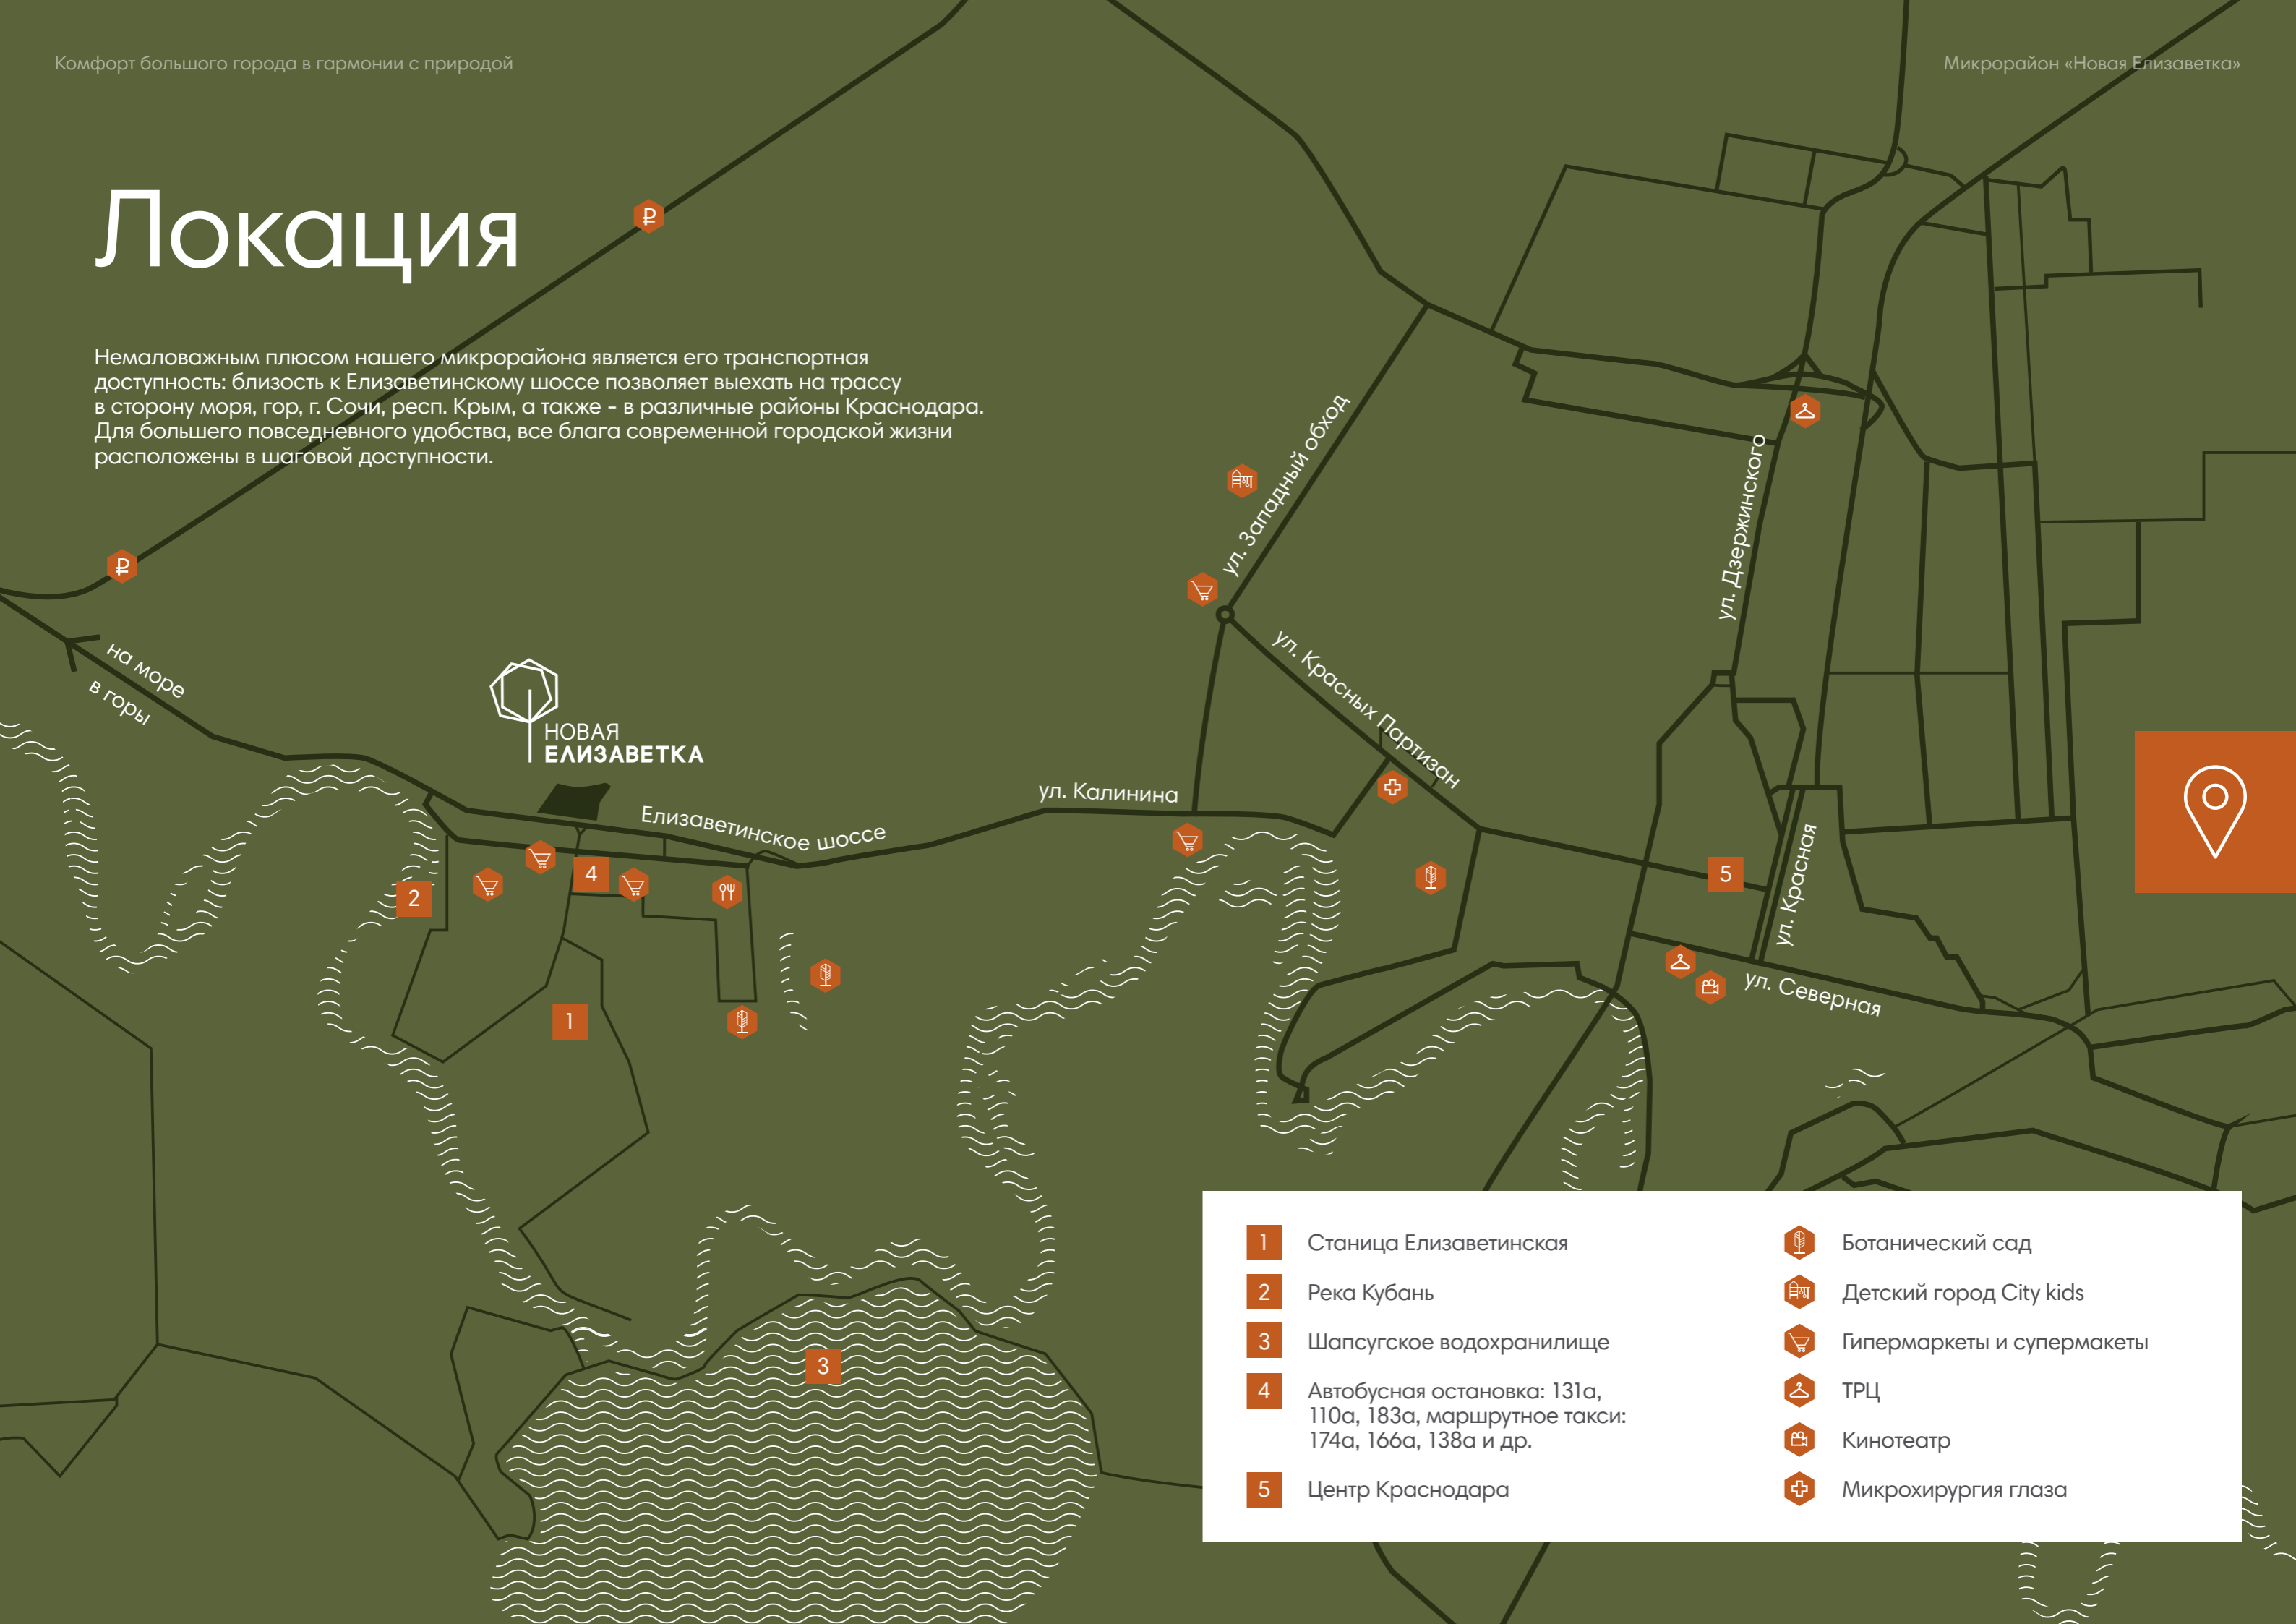 Комфорт большого города в гармонии с природой
Микрорайон «Новая Елизаветка»
Локация
Немаловажным плюсом нашего микрорайона является его транспортная
доступность: близость к Елизаветинскому шоссе позволяет выехать на трассу
в сторону моря, гор, г. Сочи, респ. Крым, а также - в различные районы Краснодара.
Для большего повседневного удобства, все блага современной городской жизни
расположены в шаговой доступности.
₽
₽
на море
в горы
НОВАЯ
ЕЛИЗАВЕТКА
Елизаветинское шоссе
ул. Калинина
ул. Западный обход
ул. Красных Партизан
ул. Дзержинского
ул. Красная
ул. Северная
2
4
1
5
3
1 Станица Елизаветинская
2 Река Кубань
3 Шапсугское водохранилище
4 Автобусная остановка: 131а,
110а, 183а, маршрутное такси:
174а, 166а, 138а и др.
5 Центр Краснодара
Ботанический сад
Детский город City kids
Гипермаркеты и супермакеты
ТРЦ
Кинотеатр
Микрохирургия глаза